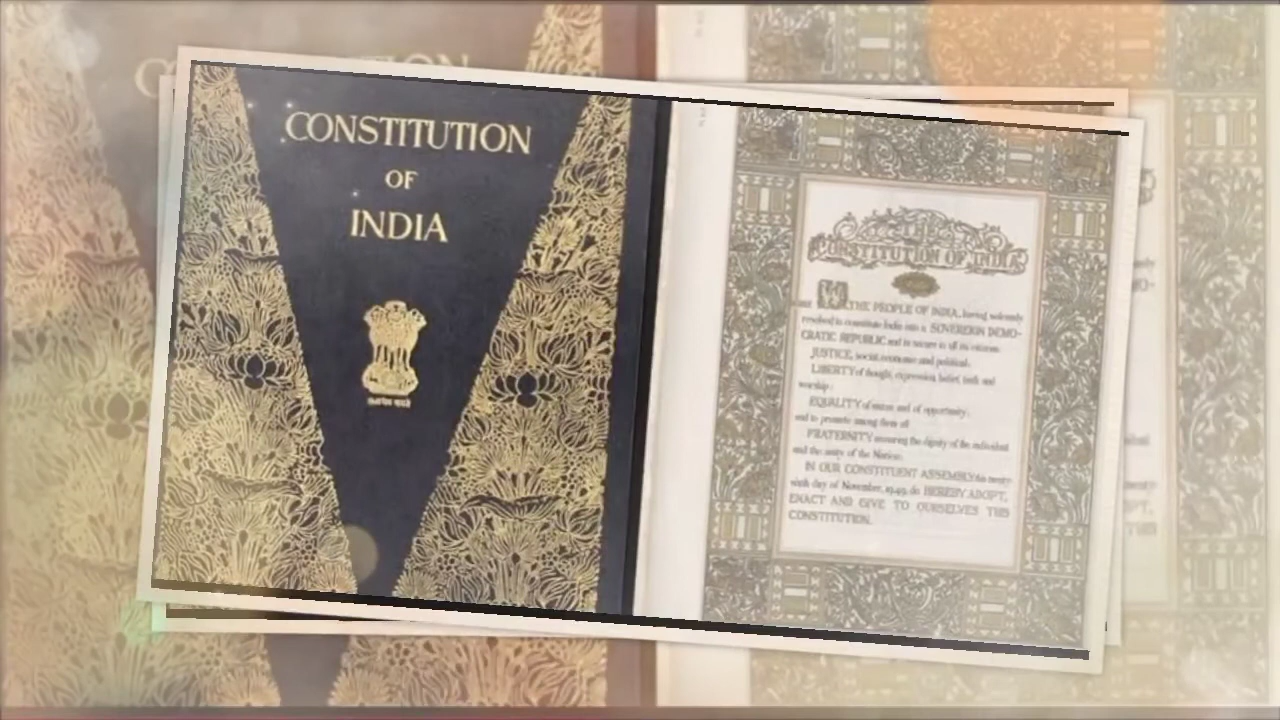 CONSTITUTION
OF
INDIA
सत्यमेव जयते
THE
CONSTITUTION OF INDIA
WE, THE PEOPLE OF INDIA, having solemnly
resolved to constitute India into a SOVEREIGN DEMO-
CRATIC REPUBLIC and to secure to all its citizens:
JUSTICE, social, economic and political;
LIBERTY of thought, expression, belief, faith and
worship;
EQUALITY of status and of opportunity;
and to promote among them all
FRATERNITY assuring the dignity of the individual
and the unity of the Nation;
IN OUR CONSTITUENT ASSEMBLY this twenty
sixth day of November, 1949, do HEREBY ADOPT,
ENACT AND GIVE TO OURSELVES THIS
CONSTITUTION.